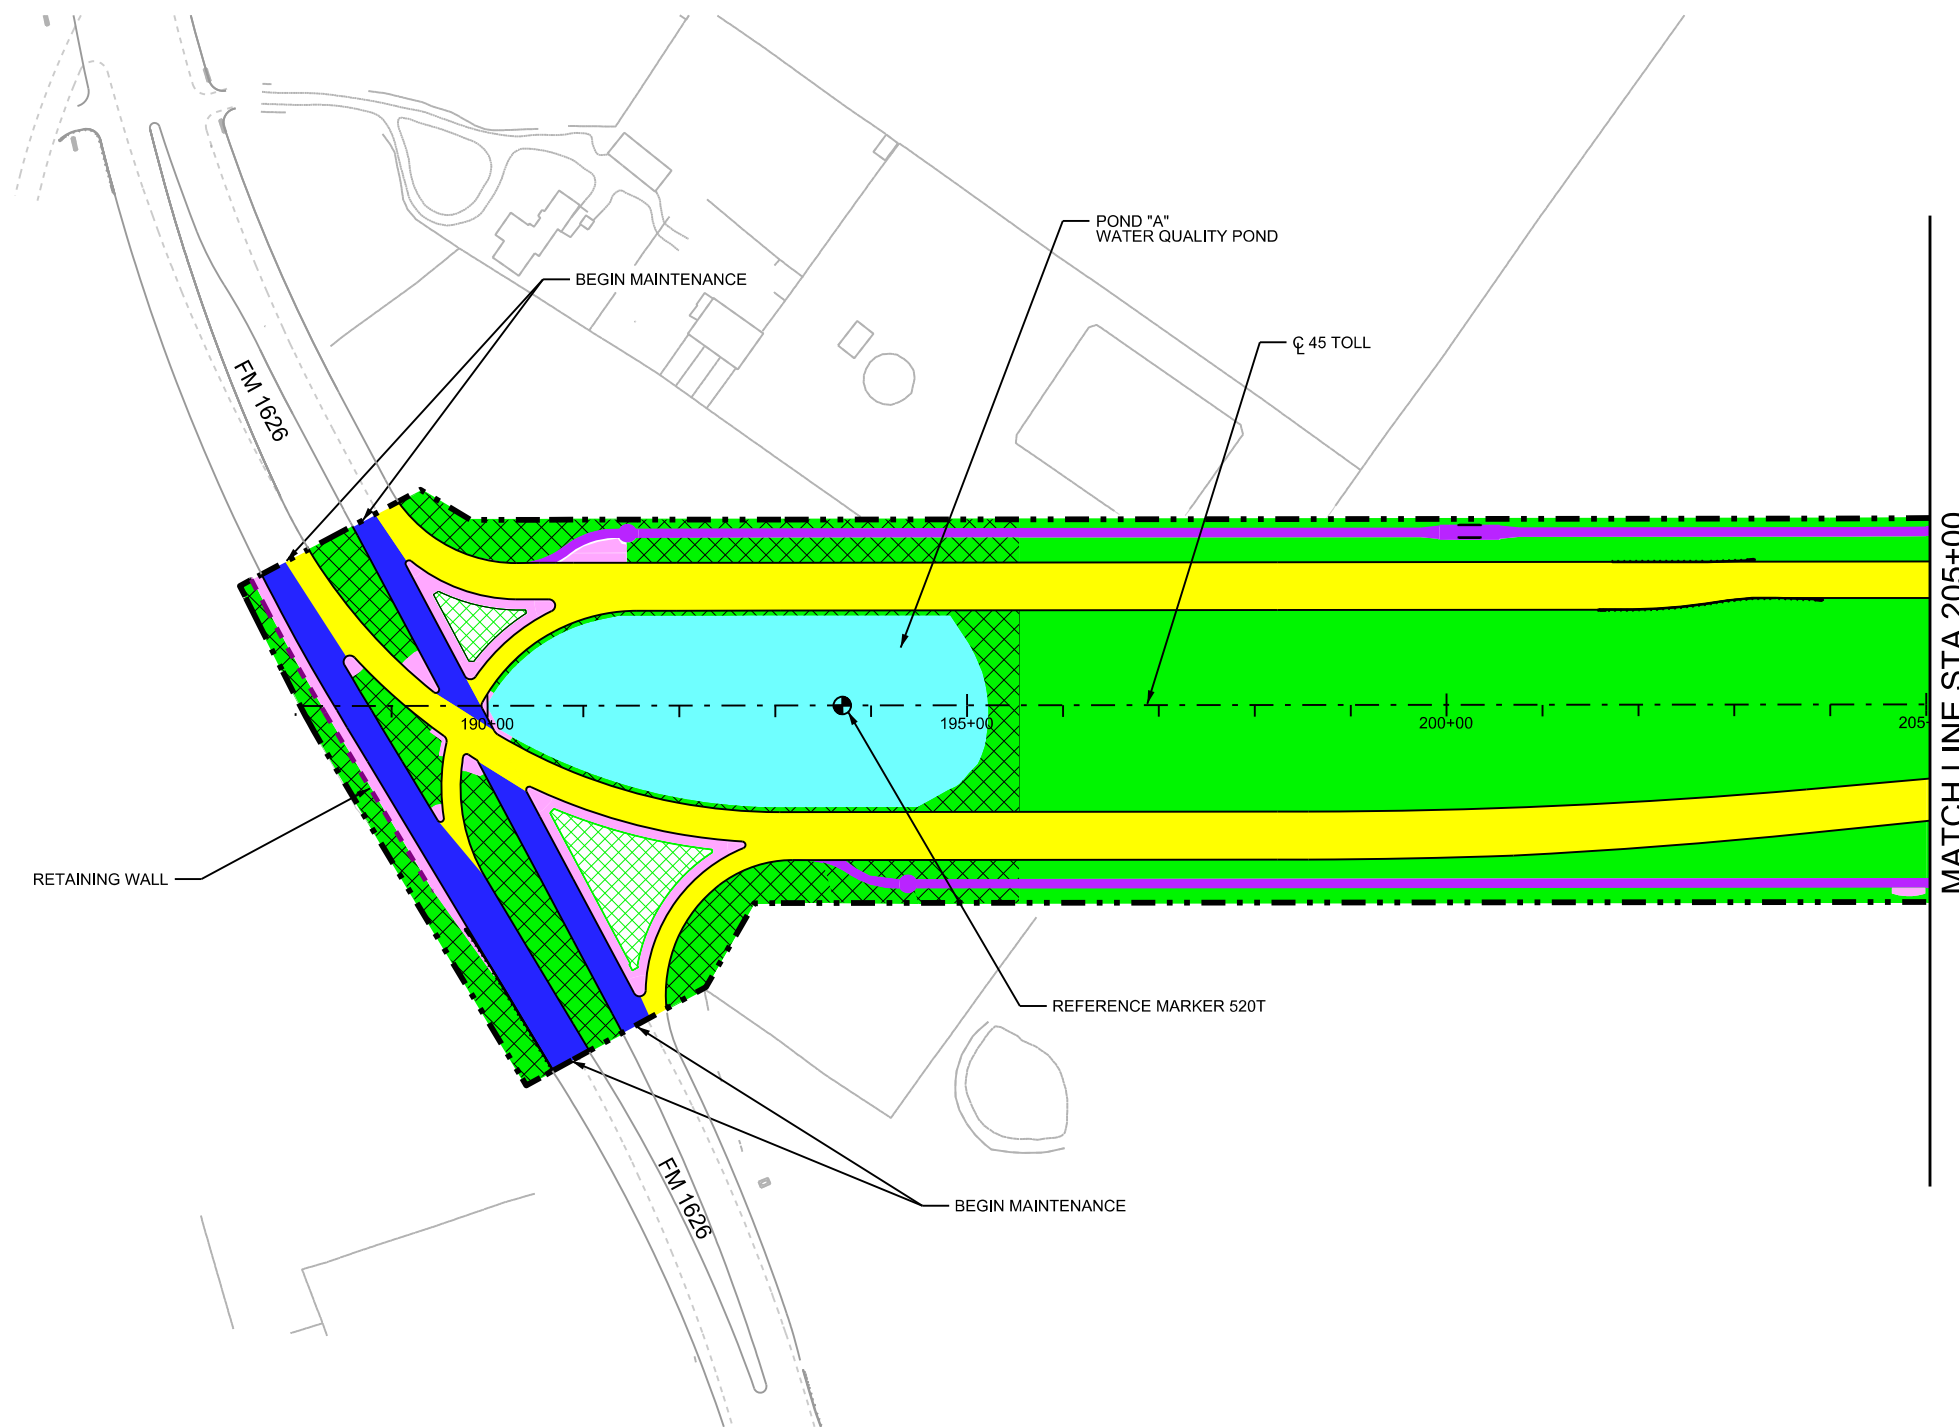 POND "A"
WATER QUALITY POND
BEGIN MAINTENANCE
℄ 45 TOLL
FM 1626
MATCH LINE STA 205+00
190+00
195+00
200+00
205+
RETAINING WALL
REFERENCE MARKER 520T
FM 1626
BEGIN MAINTENANCE